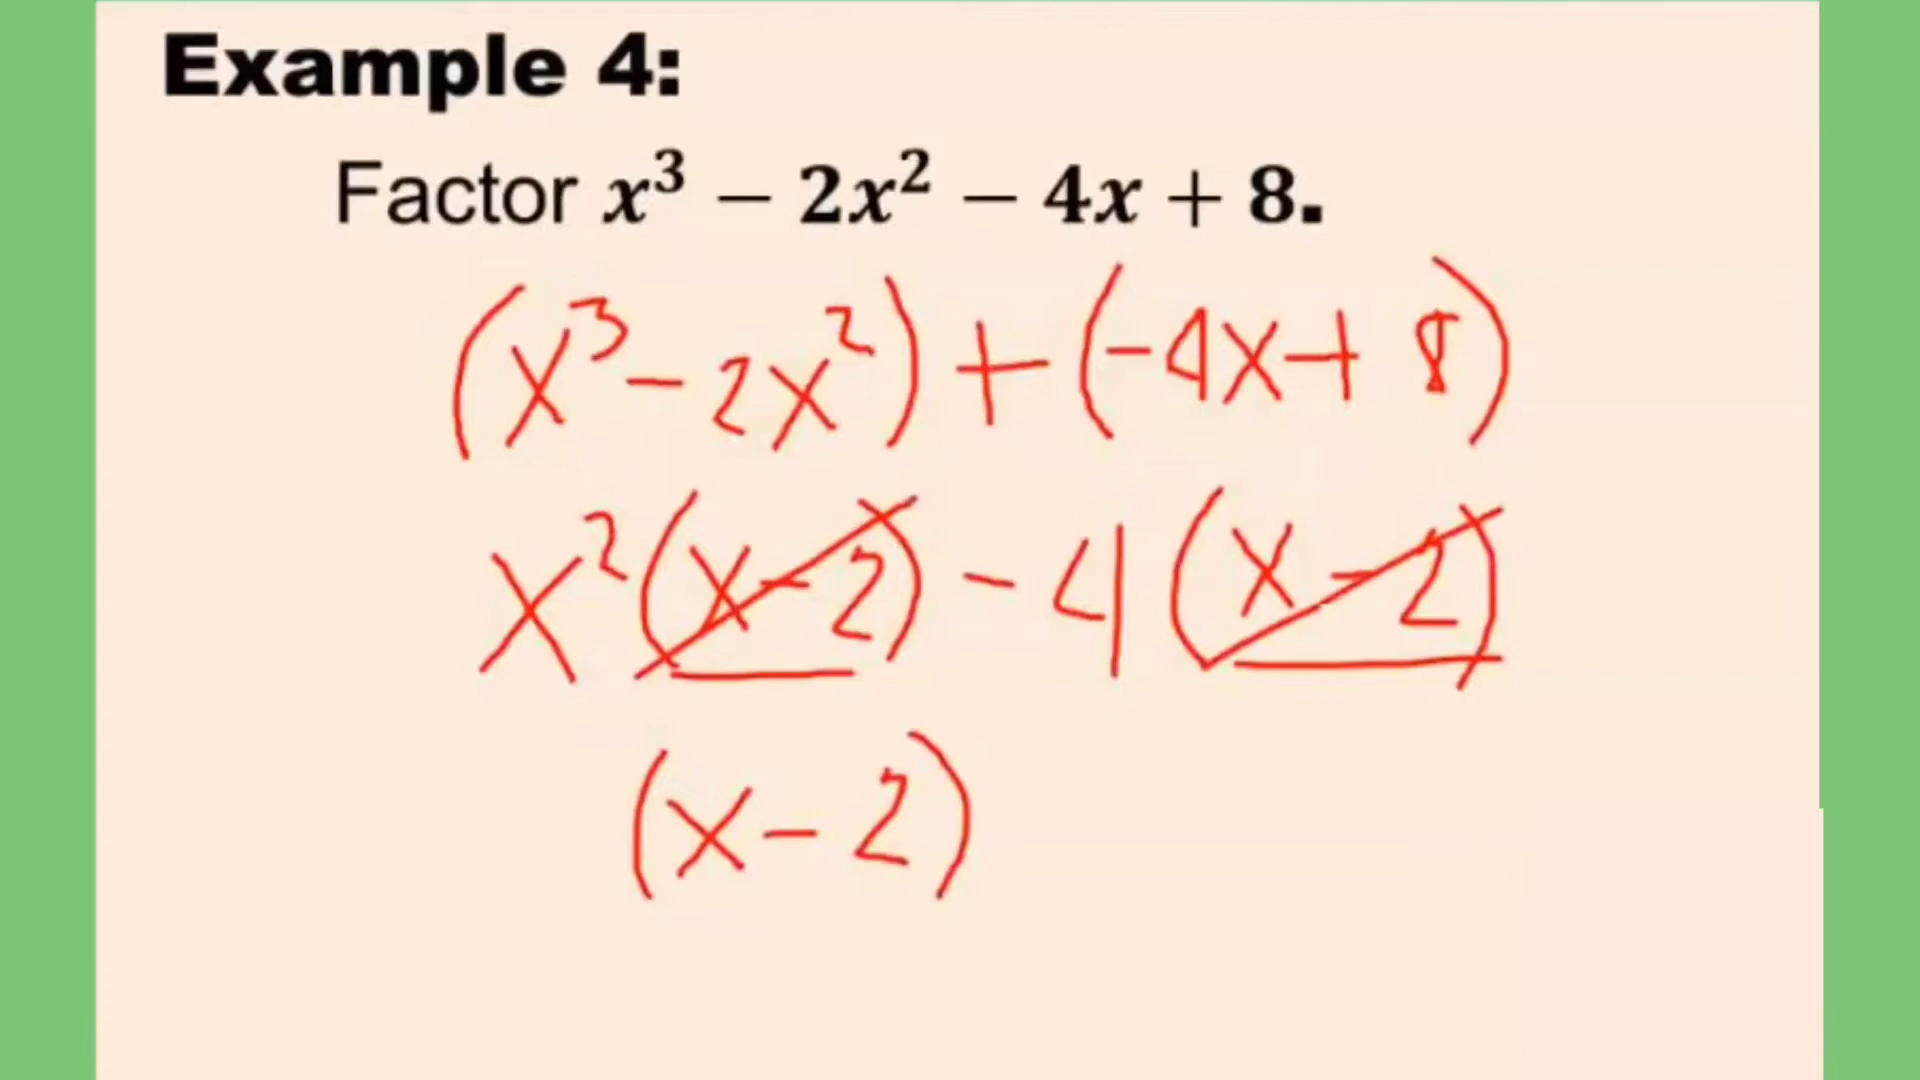 Example 4:
Factor x³ − 2x² − 4x + 8.
(x³ - 2x²) + (-4x + 8)
x²(x - 2) - 4(x - 2)
(x - 2)